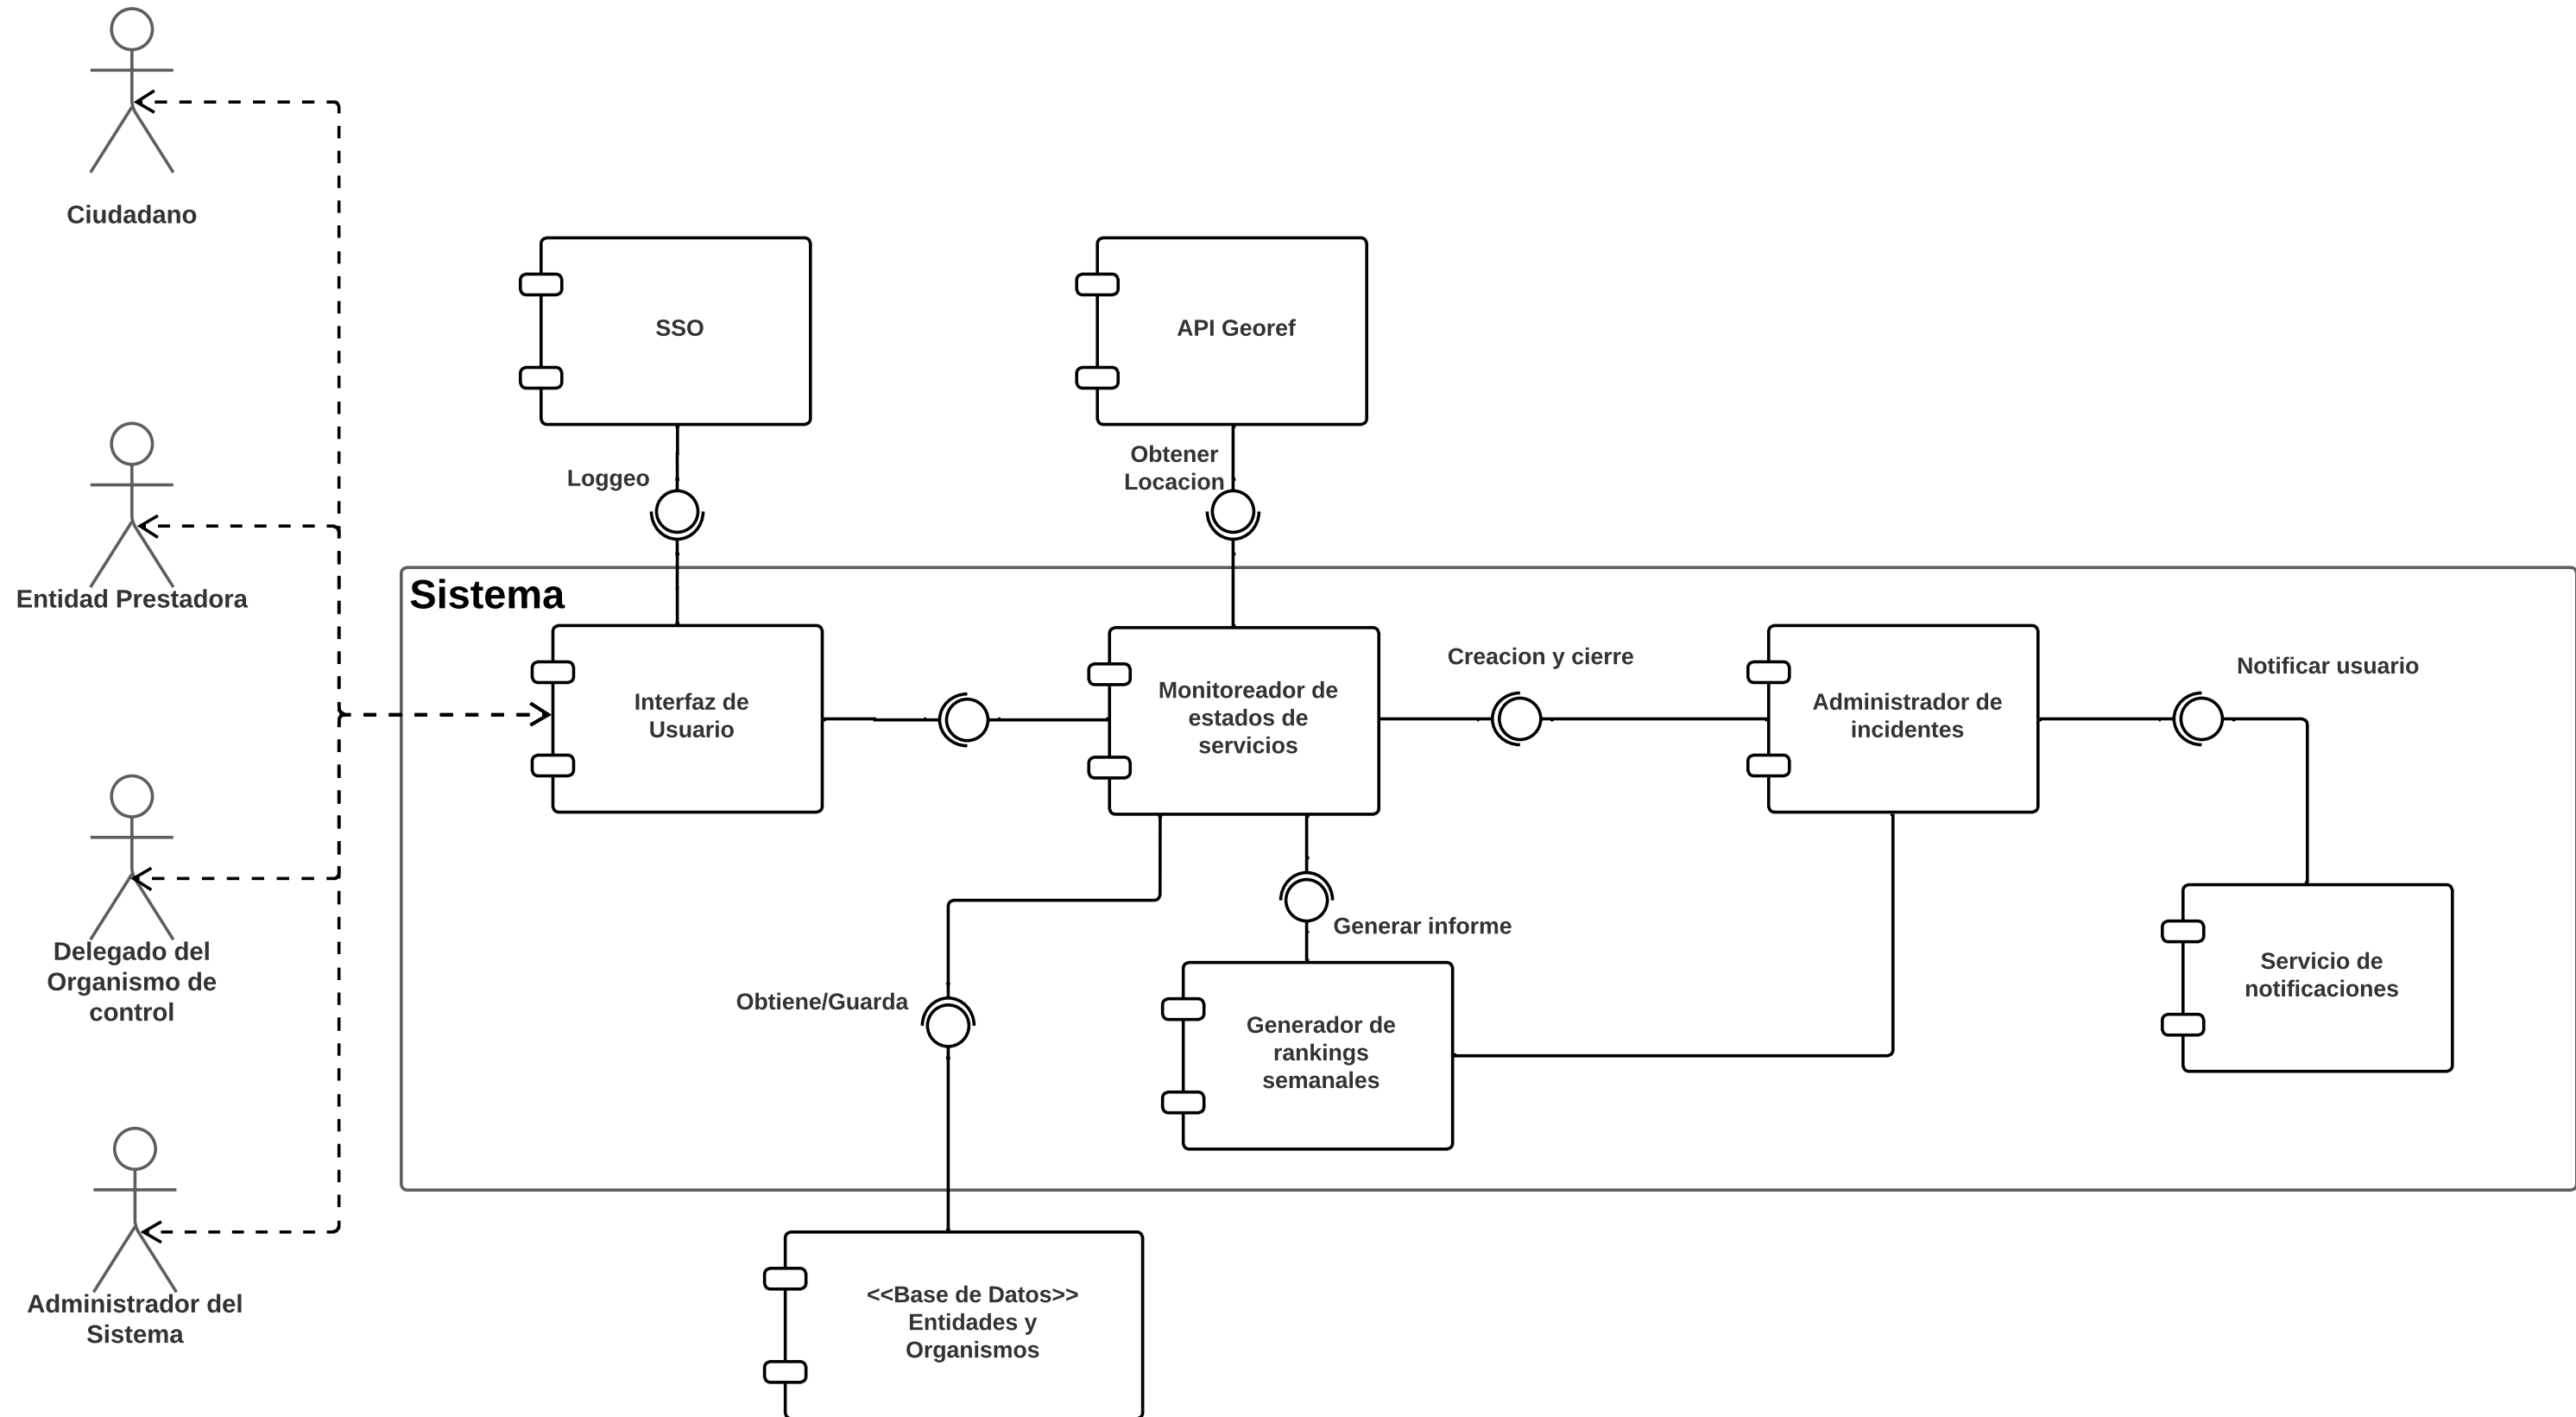 Ciudadano
SSO
API Georef
Loggeo
Obtener
Locacion
Entidad Prestadora
Sistema
Interfaz de
Usuario
Monitoreador de
estados de
servicios
Creacion y cierre
Administrador de
incidentes
Notificar usuario
Delegado del
Organismo de
control
Obtiene/Guarda
Generar informe
Generador de
rankings
semanales
Servicio de
notificaciones
Administrador del
Sistema
<<Base de Datos>>
Entidades y
Organismos